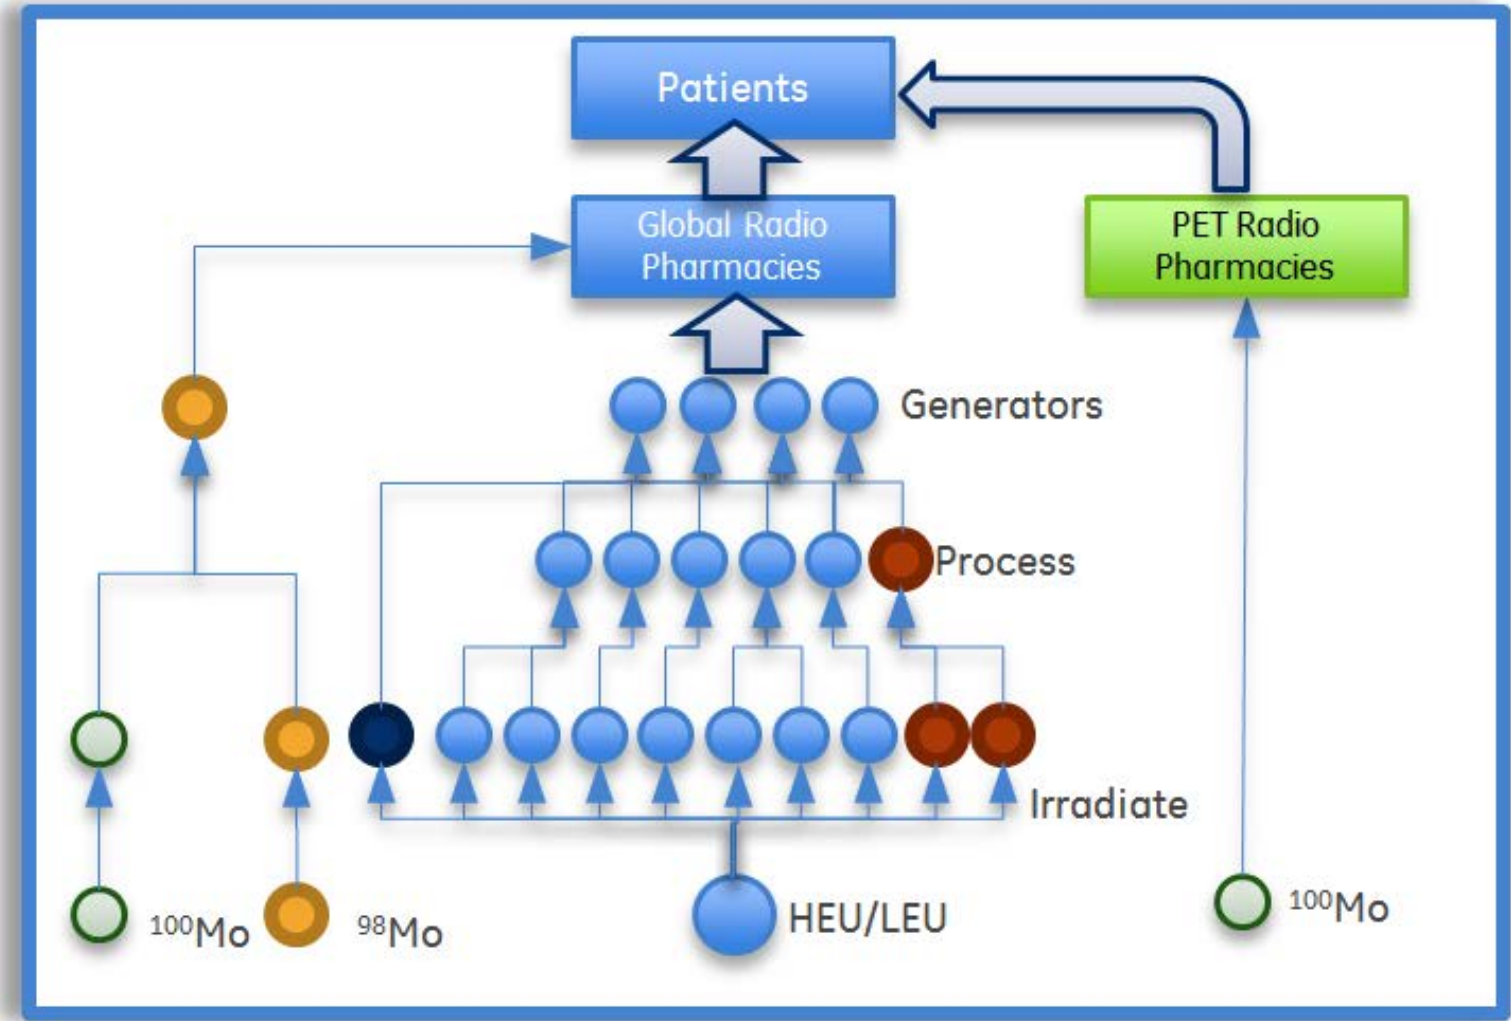 Patients
Global Radio
Pharmacies
PET Radio
Pharmacies
Generators
Process
Irradiate
¹⁰⁰Mo
⁹⁸Mo
HEU/LEU
¹⁰⁰Mo